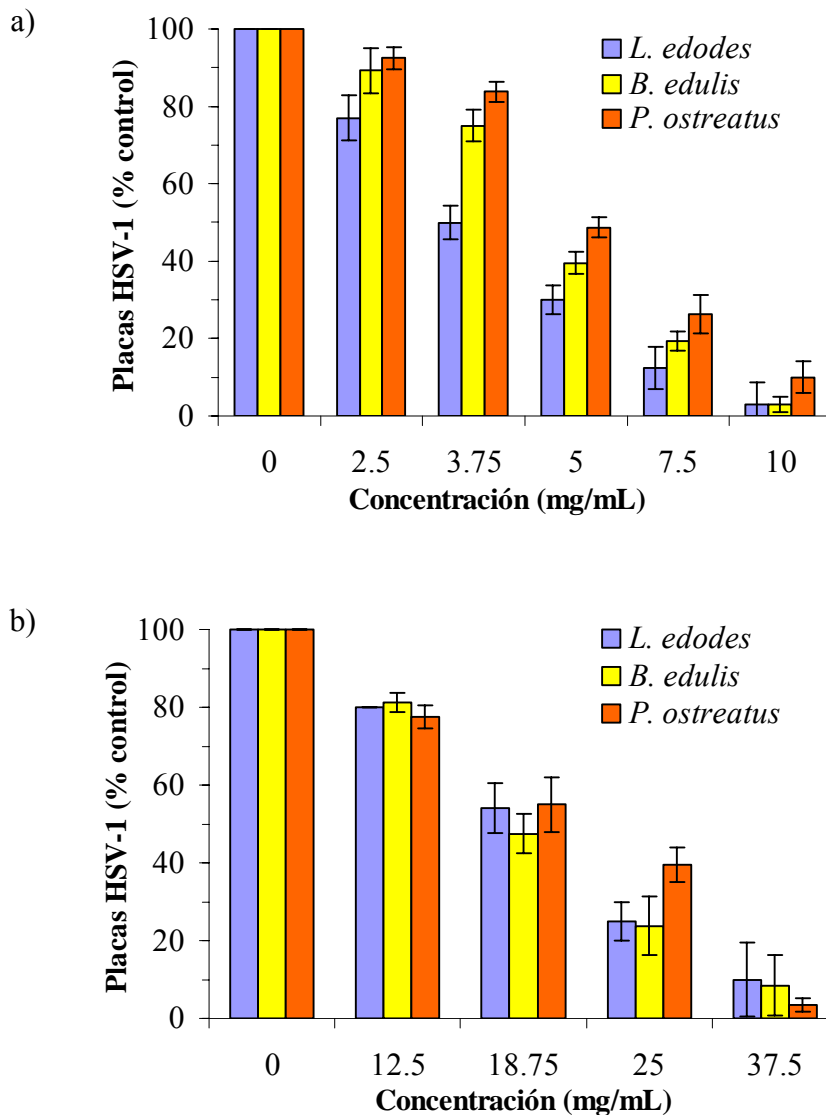 a)
Placas HSV-1 (% control)
100
80
60
40
20
0
L. edodes
B. edulis
P. ostreatus
0 2.5 3.75 5 7.5 10
Concentración (mg/mL)
b)
Placas HSV-1 (% control)
100
80
60
40
20
0
L. edodes
B. edulis
P. ostreatus
0 12.5 18.75 25 37.5
Concentración (mg/mL)